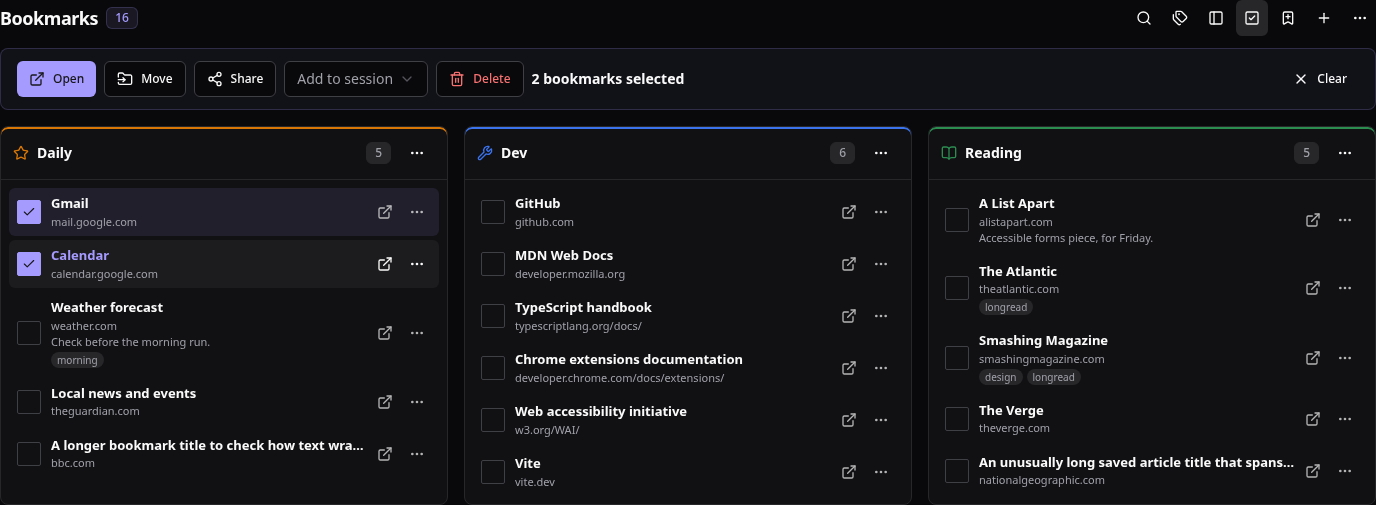 Bookmarks 16
Open Move Share Add to session Delete 2 bookmarks selected Clear
Daily 5
Gmail
mail.google.com
Calendar
calendar.google.com
Weather forecast
weather.com
Check before the morning run.
morning
Local news and events
theguardian.com
A longer bookmark title to check how text wra...
bbc.com
Dev 6
GitHub
github.com
MDN Web Docs
developer.mozilla.org
TypeScript handbook
typescriptlang.org/docs/
Chrome extensions documentation
developer.chrome.com/docs/extensions/
Web accessibility initiative
w3.org/WAI/
Vite
vite.dev
Reading 5
A List Apart
alistapart.com
Accessible forms piece, for Friday.
The Atlantic
theatlantic.com
longread
Smashing Magazine
smashingmagazine.com
design longread
The Verge
theverge.com
An unusually long saved article title that spans...
nationalgeographic.com